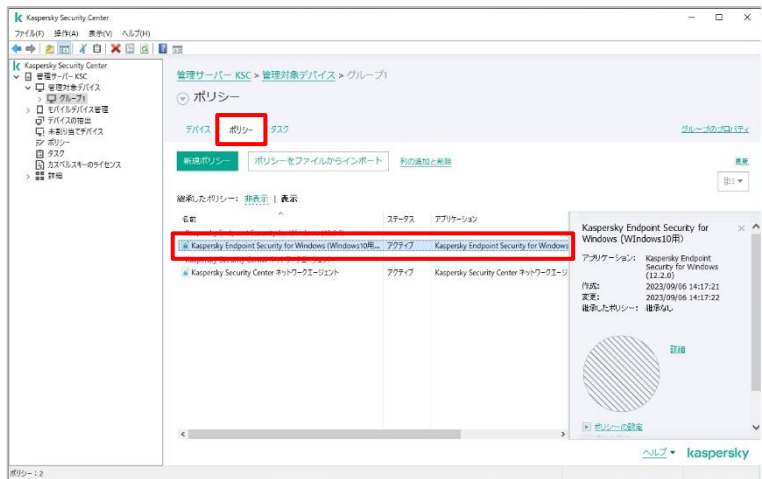 Kaspersky Security Center
ファイル(F) 操作(A) 表示(V) ヘルプ(H)
Kaspersky Security Center
管理サーバー KSC
管理対象デバイス
グループ1
モバイルデバイス管理
デバイスの抽出
未割り当てデバイス
ポリシー
タスク
カスペルスキーのライセンス
詳細
管理サーバー KSC > 管理対象デバイス > グループ1
ポリシー
デバイス ポリシー タスク
グループのプロパティ
新規ポリシー ポリシーをファイルからインポート 列の追加と削除
更新
継承したポリシー: 非表示 | 表示
名前 ステータス アプリケーション
Kaspersky Endpoint Security for Windows (WIndows10用... アクティブ Kaspersky Endpoint Security for Windows
Kaspersky Security Center ネットワークエージェント アクティブ Kaspersky Security Center ネットワークエージ
Kaspersky Endpoint Security for
Windows (WIndows10用)
アプリケーション: Kaspersky Endpoint
Security for Windows
(12.2.0)
作成: 2023/09/06 14:17:21
変更: 2023/09/06 14:17:22
継承したポリシー: 継承なし
詳細
ポリシーの設定
ヘルプ kaspersky
ポリシー : 2